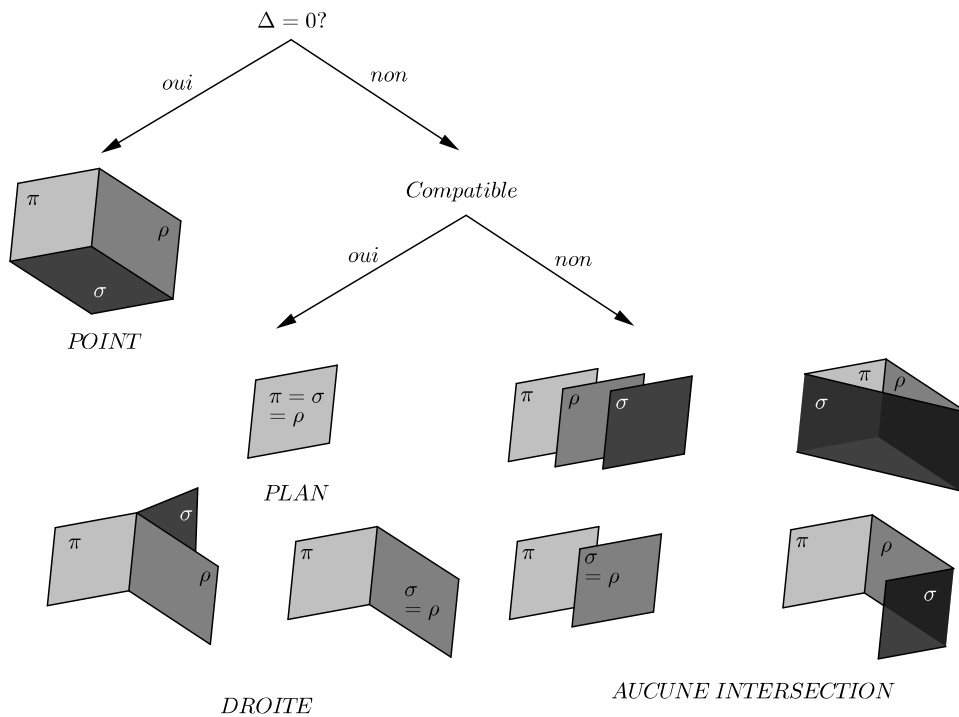 Δ = 0?
oui
non
Compatible
π
ρ
σ
oui
non
POINT
π = σ
= ρ
PLAN
π
ρ
σ
π
ρ
σ
π
σ
ρ
π
σ
= ρ
π
σ
= ρ
π
ρ
σ
DROITE
AUCUNE INTERSECTION